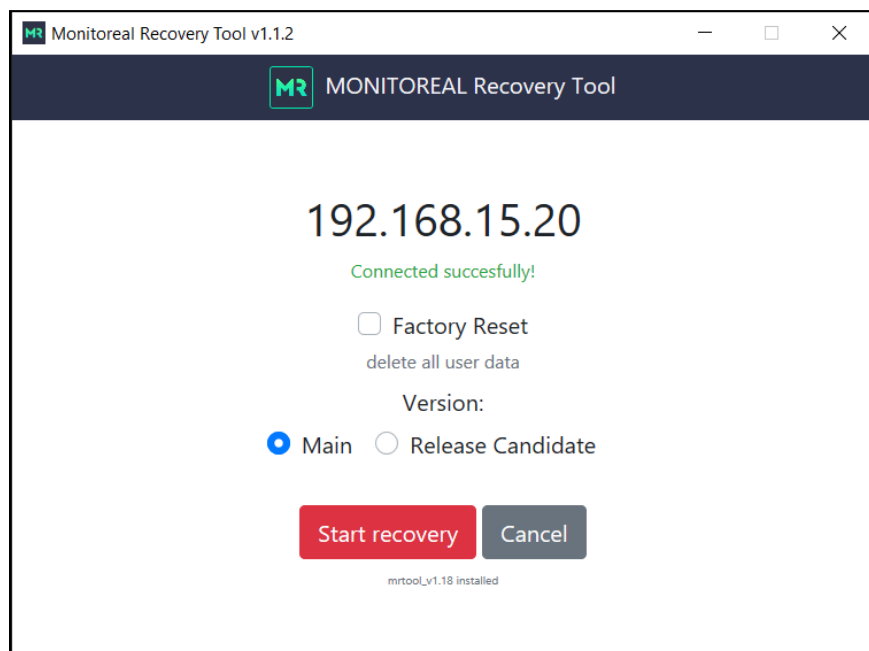 MR Monitoreal Recovery Tool v1.1.2
MR MONITOREAL Recovery Tool
192.168.15.20
Connected succesfully!
Factory Reset
delete all user data
Version:
Main Release Candidate
Start recovery Cancel
mrtool_v1.18 installed